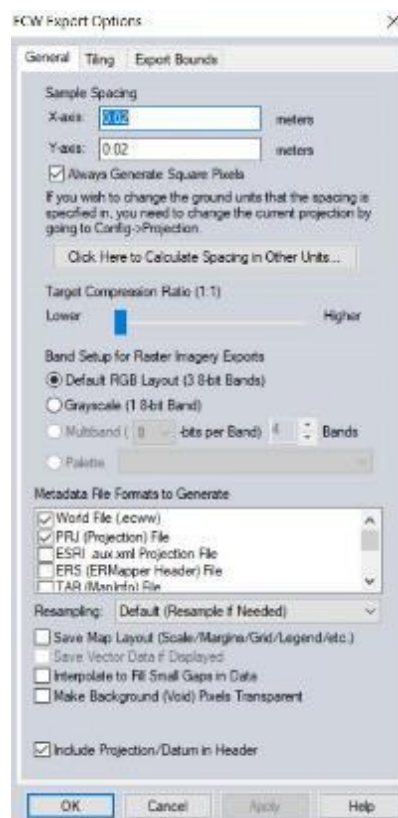 ECW Export Options
General Tiling Export Bounds
Sample Spacing
X-axis: 0.02 meters
Y-axis: 0.02 meters
Always Generate Square Pixels
If you wish to change the ground units that the spacing is
specified in, you need to change the current projection by
going to Config->Projection.
Click Here to Calculate Spacing in Other Units...
Target Compression Ratio (1:1)
Lower Higher
Band Setup for Raster Imagery Exports
Default RGB Layout (3 8-bit Bands)
Grayscale (1 8-bit Band)
Multiband ( 8 -bits per Band) 4 Bands
Palette
Metadata File Formats to Generate
World File (.ecww)
PRJ (Projection) File
ESRI .aux.xml Projection File
ERS (ERMapper Header) File
TAB (MapInfo) File
Resampling: Default (Resample if Needed)
Save Map Layout (Scale/Margins/Grid/Legend/etc.)
Save Vector Data if Displayed
Interpolate to Fill Small Gaps in Data
Make Background (Void) Pixels Transparent
Include Projection/Datum in Header
OK Cancel Apply Help